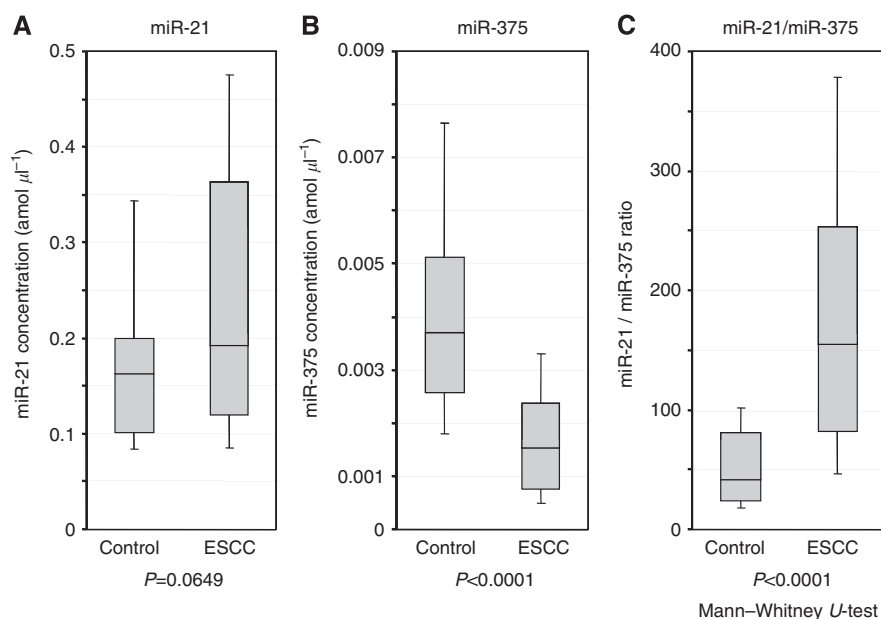 A miR-21
miR-21 concentration (amol μl−1)
0.5
0.4
0.3
0.2
0.1
0
Control ESCC
P=0.0649
B miR-375
miR-375 concentration (amol μl−1)
0.009
0.007
0.005
0.003
0.001
0
Control ESCC
P<0.0001
C miR-21/miR-375
miR-21 / miR-375 ratio
400
300
200
100
0
Control ESCC
P<0.0001
Mann–Whitney U-test